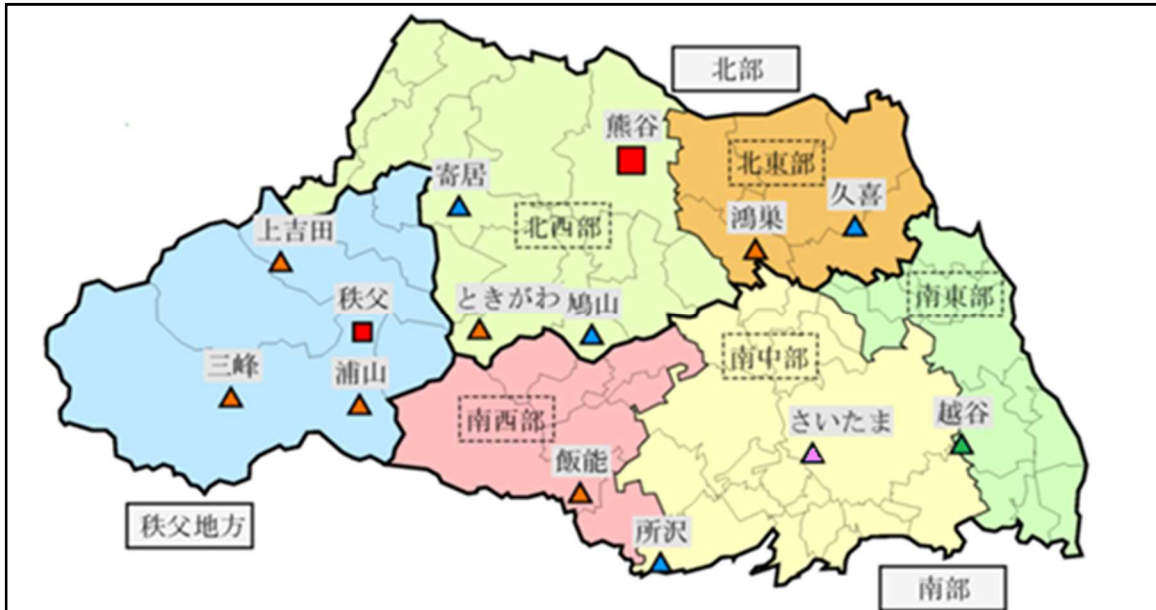 北部
熊谷
北東部
寄居
久喜
鴻巣
北西部
上吉田
南東部
秩父
ときがわ
鳩山
南中部
三峰
浦山
南西部
さいたま
越谷
飯能
秩父地方
所沢
南部